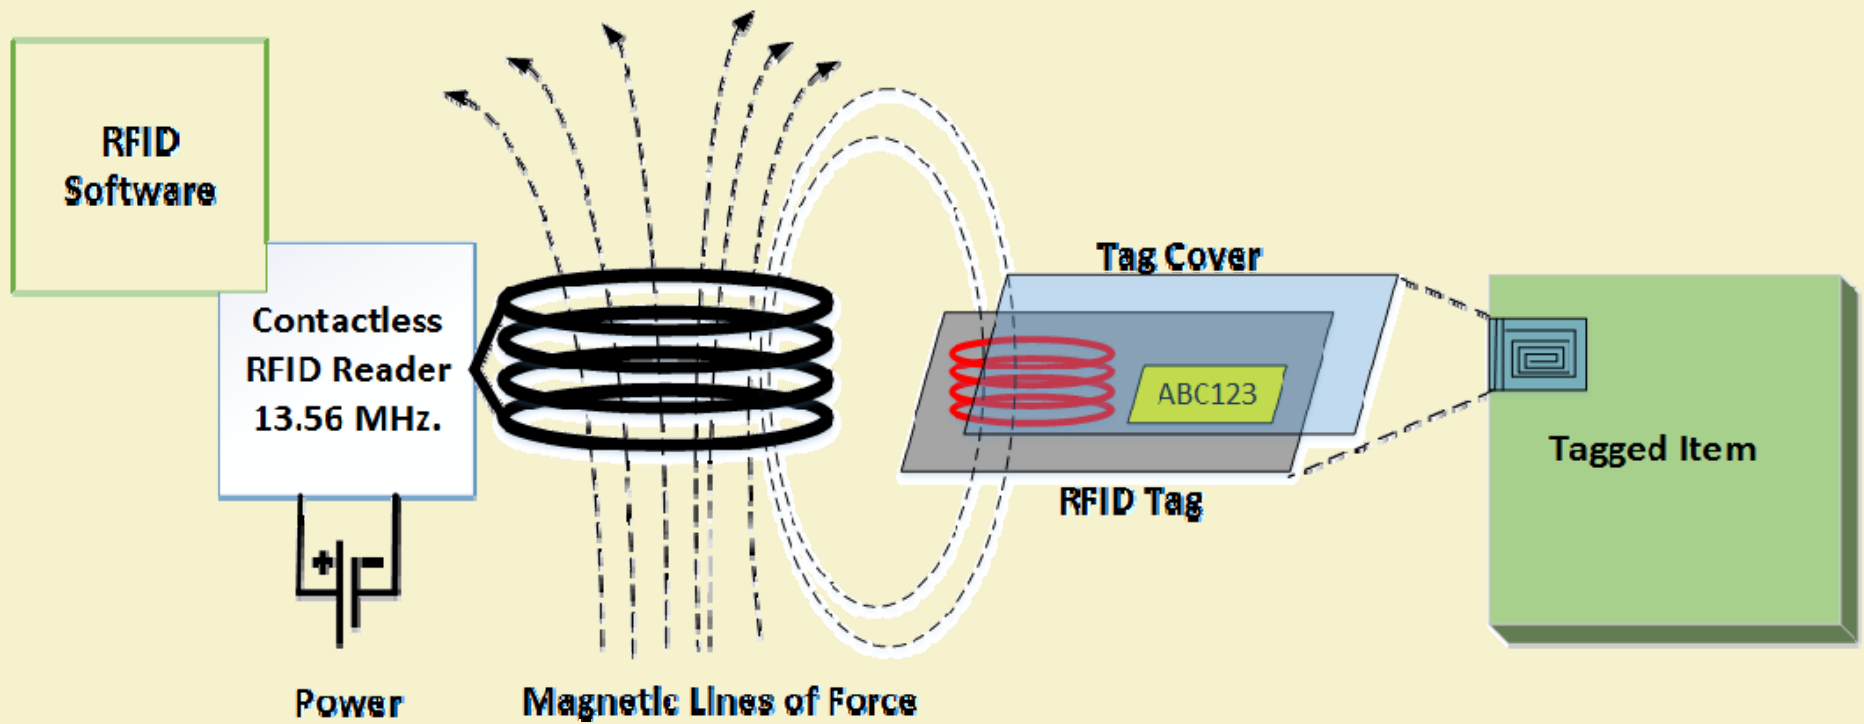 RFID
Software
Contactless
RFID Reader
13.56 MHz.
+ -
Power
Magnetic Lines of Force
Tag Cover
ABC123
RFID Tag
Tagged Item